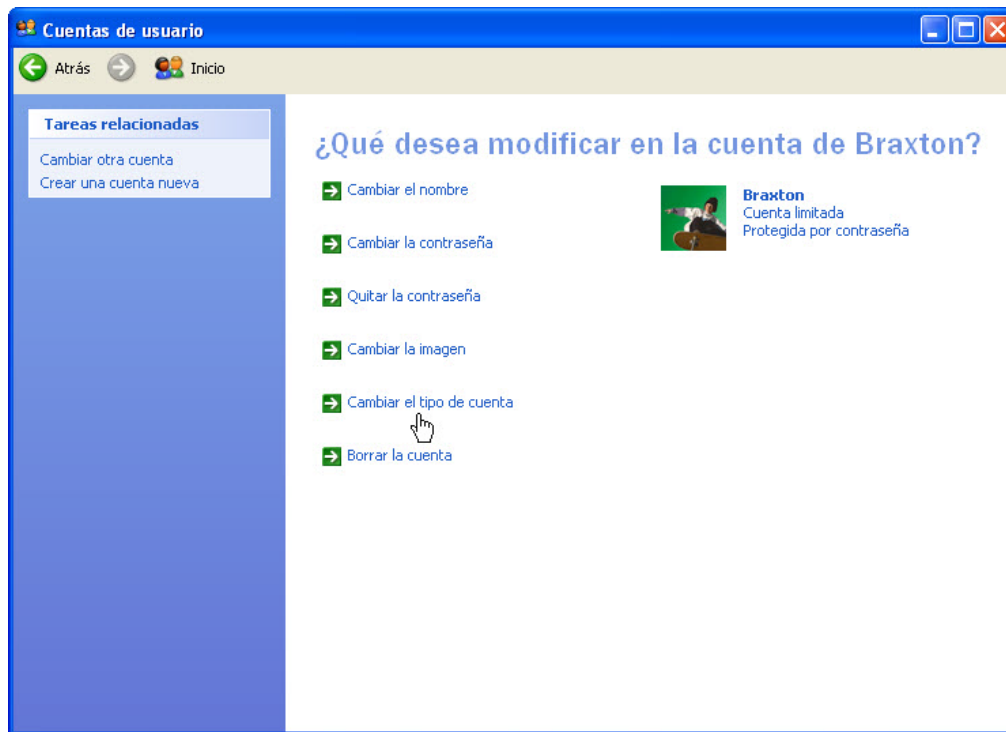 Cuentas de usuario
Atrás
Inicio
Tareas relacionadas
Cambiar otra cuenta
Crear una cuenta nueva
¿Qué desea modificar en la cuenta de Braxton?
Cambiar el nombre
Cambiar la contraseña
Quitar la contraseña
Cambiar la imagen
Cambiar el tipo de cuenta
Borrar la cuenta
Braxton
Cuenta limitada
Protegida por contraseña